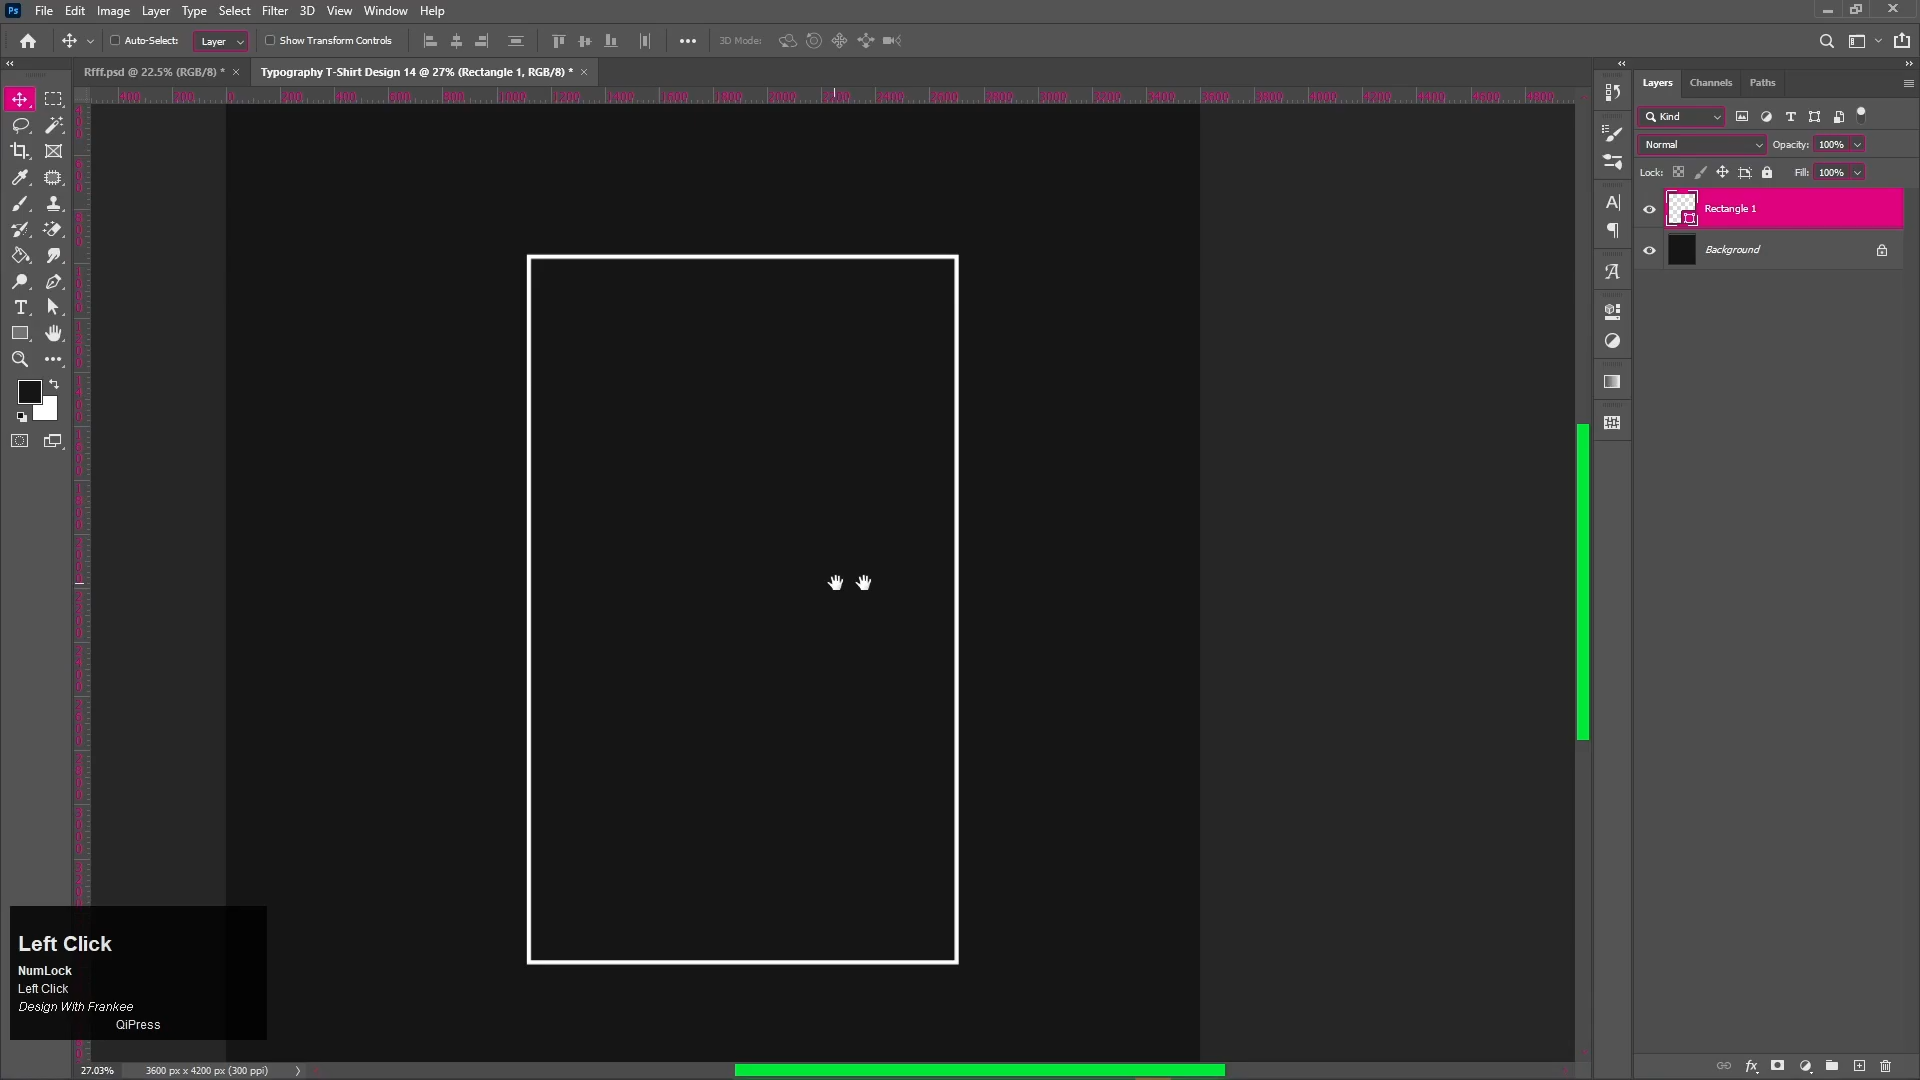 Ps File Edit Image Layer Type Select Filter 3D View Window Help
Auto-Select: Layer Show Transform Controls 3D Mode:
Rfff.psd @ 22.5% (RGB/8) * × Typography T-Shirt Design 14 @ 27% (Rectangle 1, RGB/8) * ×
Layers Channels Paths
Kind
Normal Opacity: 100%
Lock: Fill: 100%
Rectangle 1
Background
Left Click
NumLock
Left Click
Design With Frankee
QiPress
27.03% 3600 px x 4200 px (300 ppi)